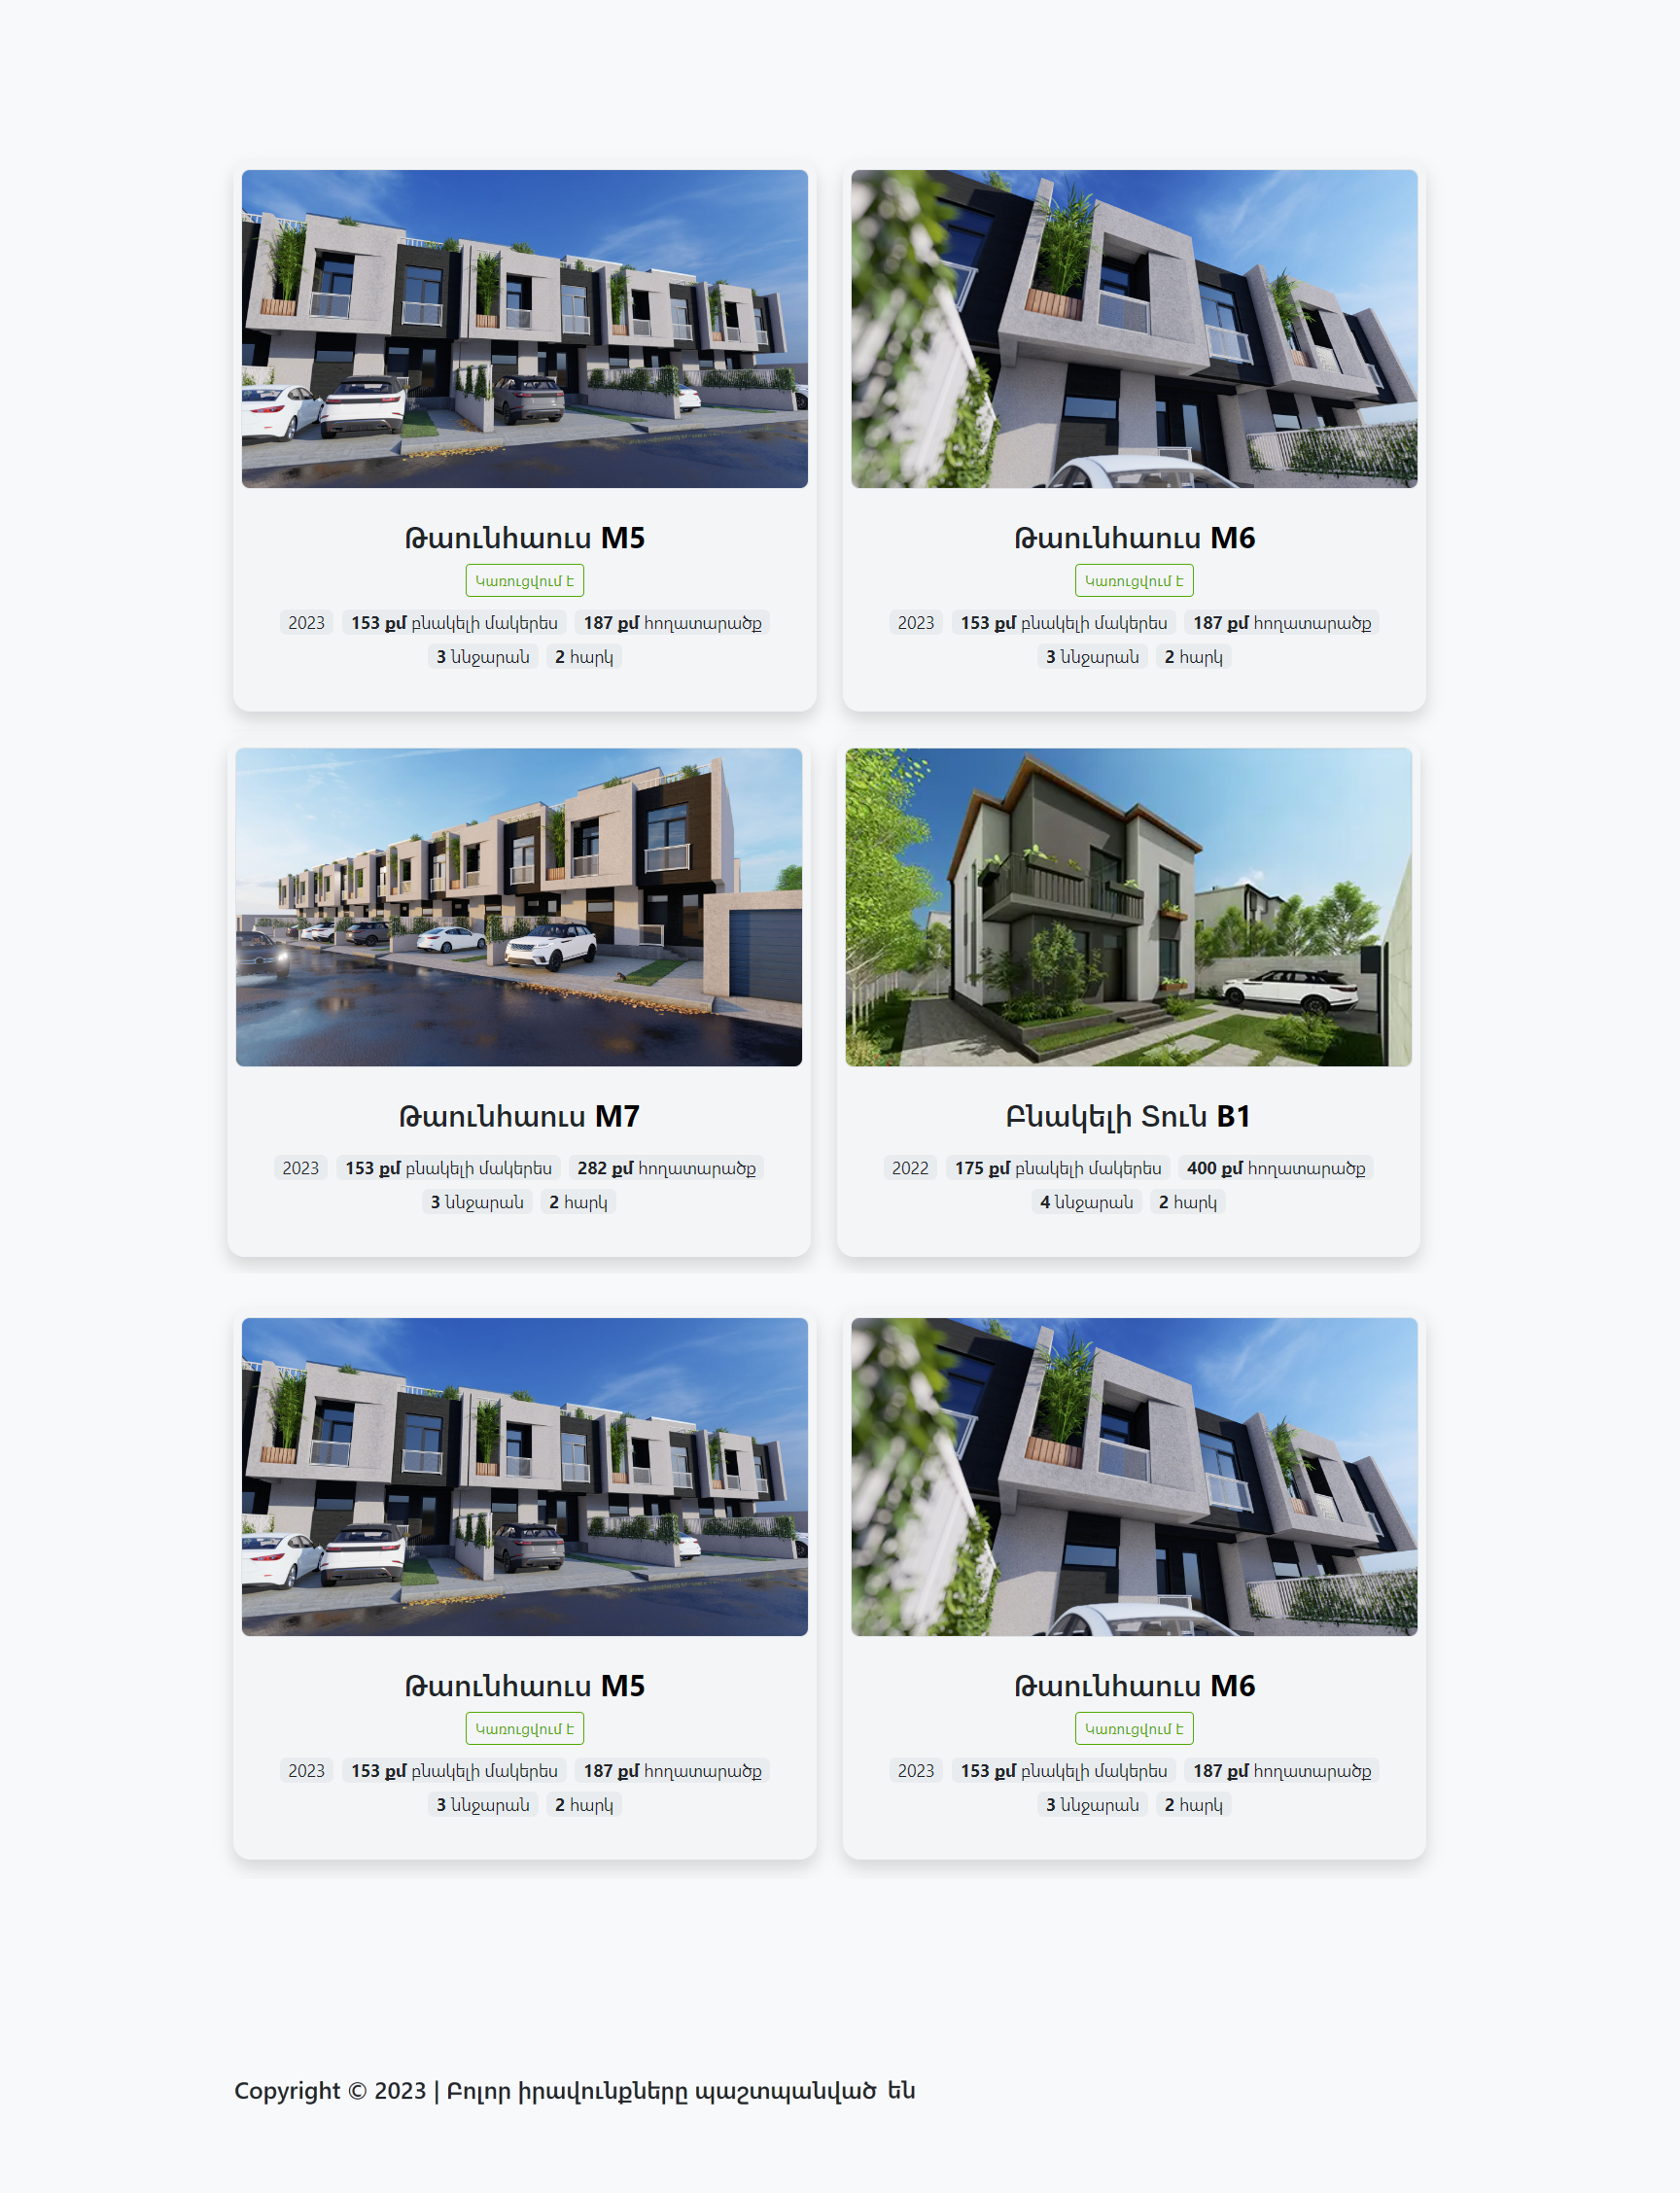 Թաունհաուս M5
Կառուցվում է
2023 153 քմ բնակելի մակերես 187 քմ հողատարածք
3 ննջարան 2 հարկ
Թաունհաուս M6
Կառուցվում է
2023 153 քմ բնակելի մակերես 187 քմ հողատարածք
3 ննջարան 2 հարկ
Թաունհաուս M7
2023 153 քմ բնակելի մակերես 282 քմ հողատարածք
3 ննջարան 2 հարկ
Բնակելի Տուն B1
2022 175 քմ բնակելի մակերես 400 քմ հողատարածք
4 ննջարան 2 հարկ
Թաունհաուս M5
Կառուցվում է
2023 153 քմ բնակելի մակերես 187 քմ հողատարածք
3 ննջարան 2 հարկ
Թաունհաուս M6
Կառուցվում է
2023 153 քմ բնակելի մակերես 187 քմ հողատարածք
3 ննջարան 2 հարկ
Copyright © 2023 | Բոլոր իրավունքները պաշտպանված են